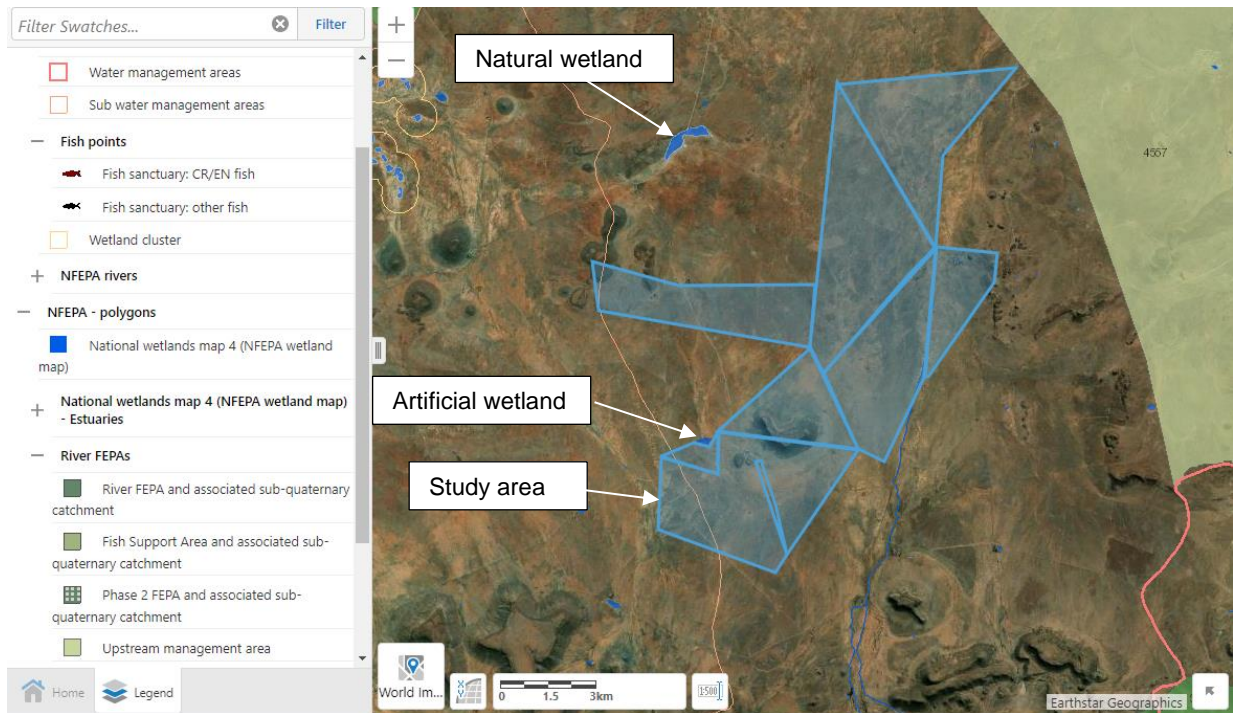 Filter Swatches...
Filter
Water management areas
Sub water management areas
Fish points
Fish sanctuary: CR/EN fish
Fish sanctuary: other fish
Wetland cluster
NFEPA rivers
NFEPA - polygons
National wetlands map 4 (NFEPA wetland
map)
National wetlands map 4 (NFEPA wetland map)
- Estuaries
River FEPAs
River FEPA and associated sub-quaternary
catchment
Fish Support Area and associated sub-
quaternary catchment
Phase 2 FEPA and associated sub-
quaternary catchment
Upstream management area
Home
Legend
Natural wetland
4557
Artificial wetland
Study area
World Im...
0 1.5 3km
1:500
Earthstar Geographics